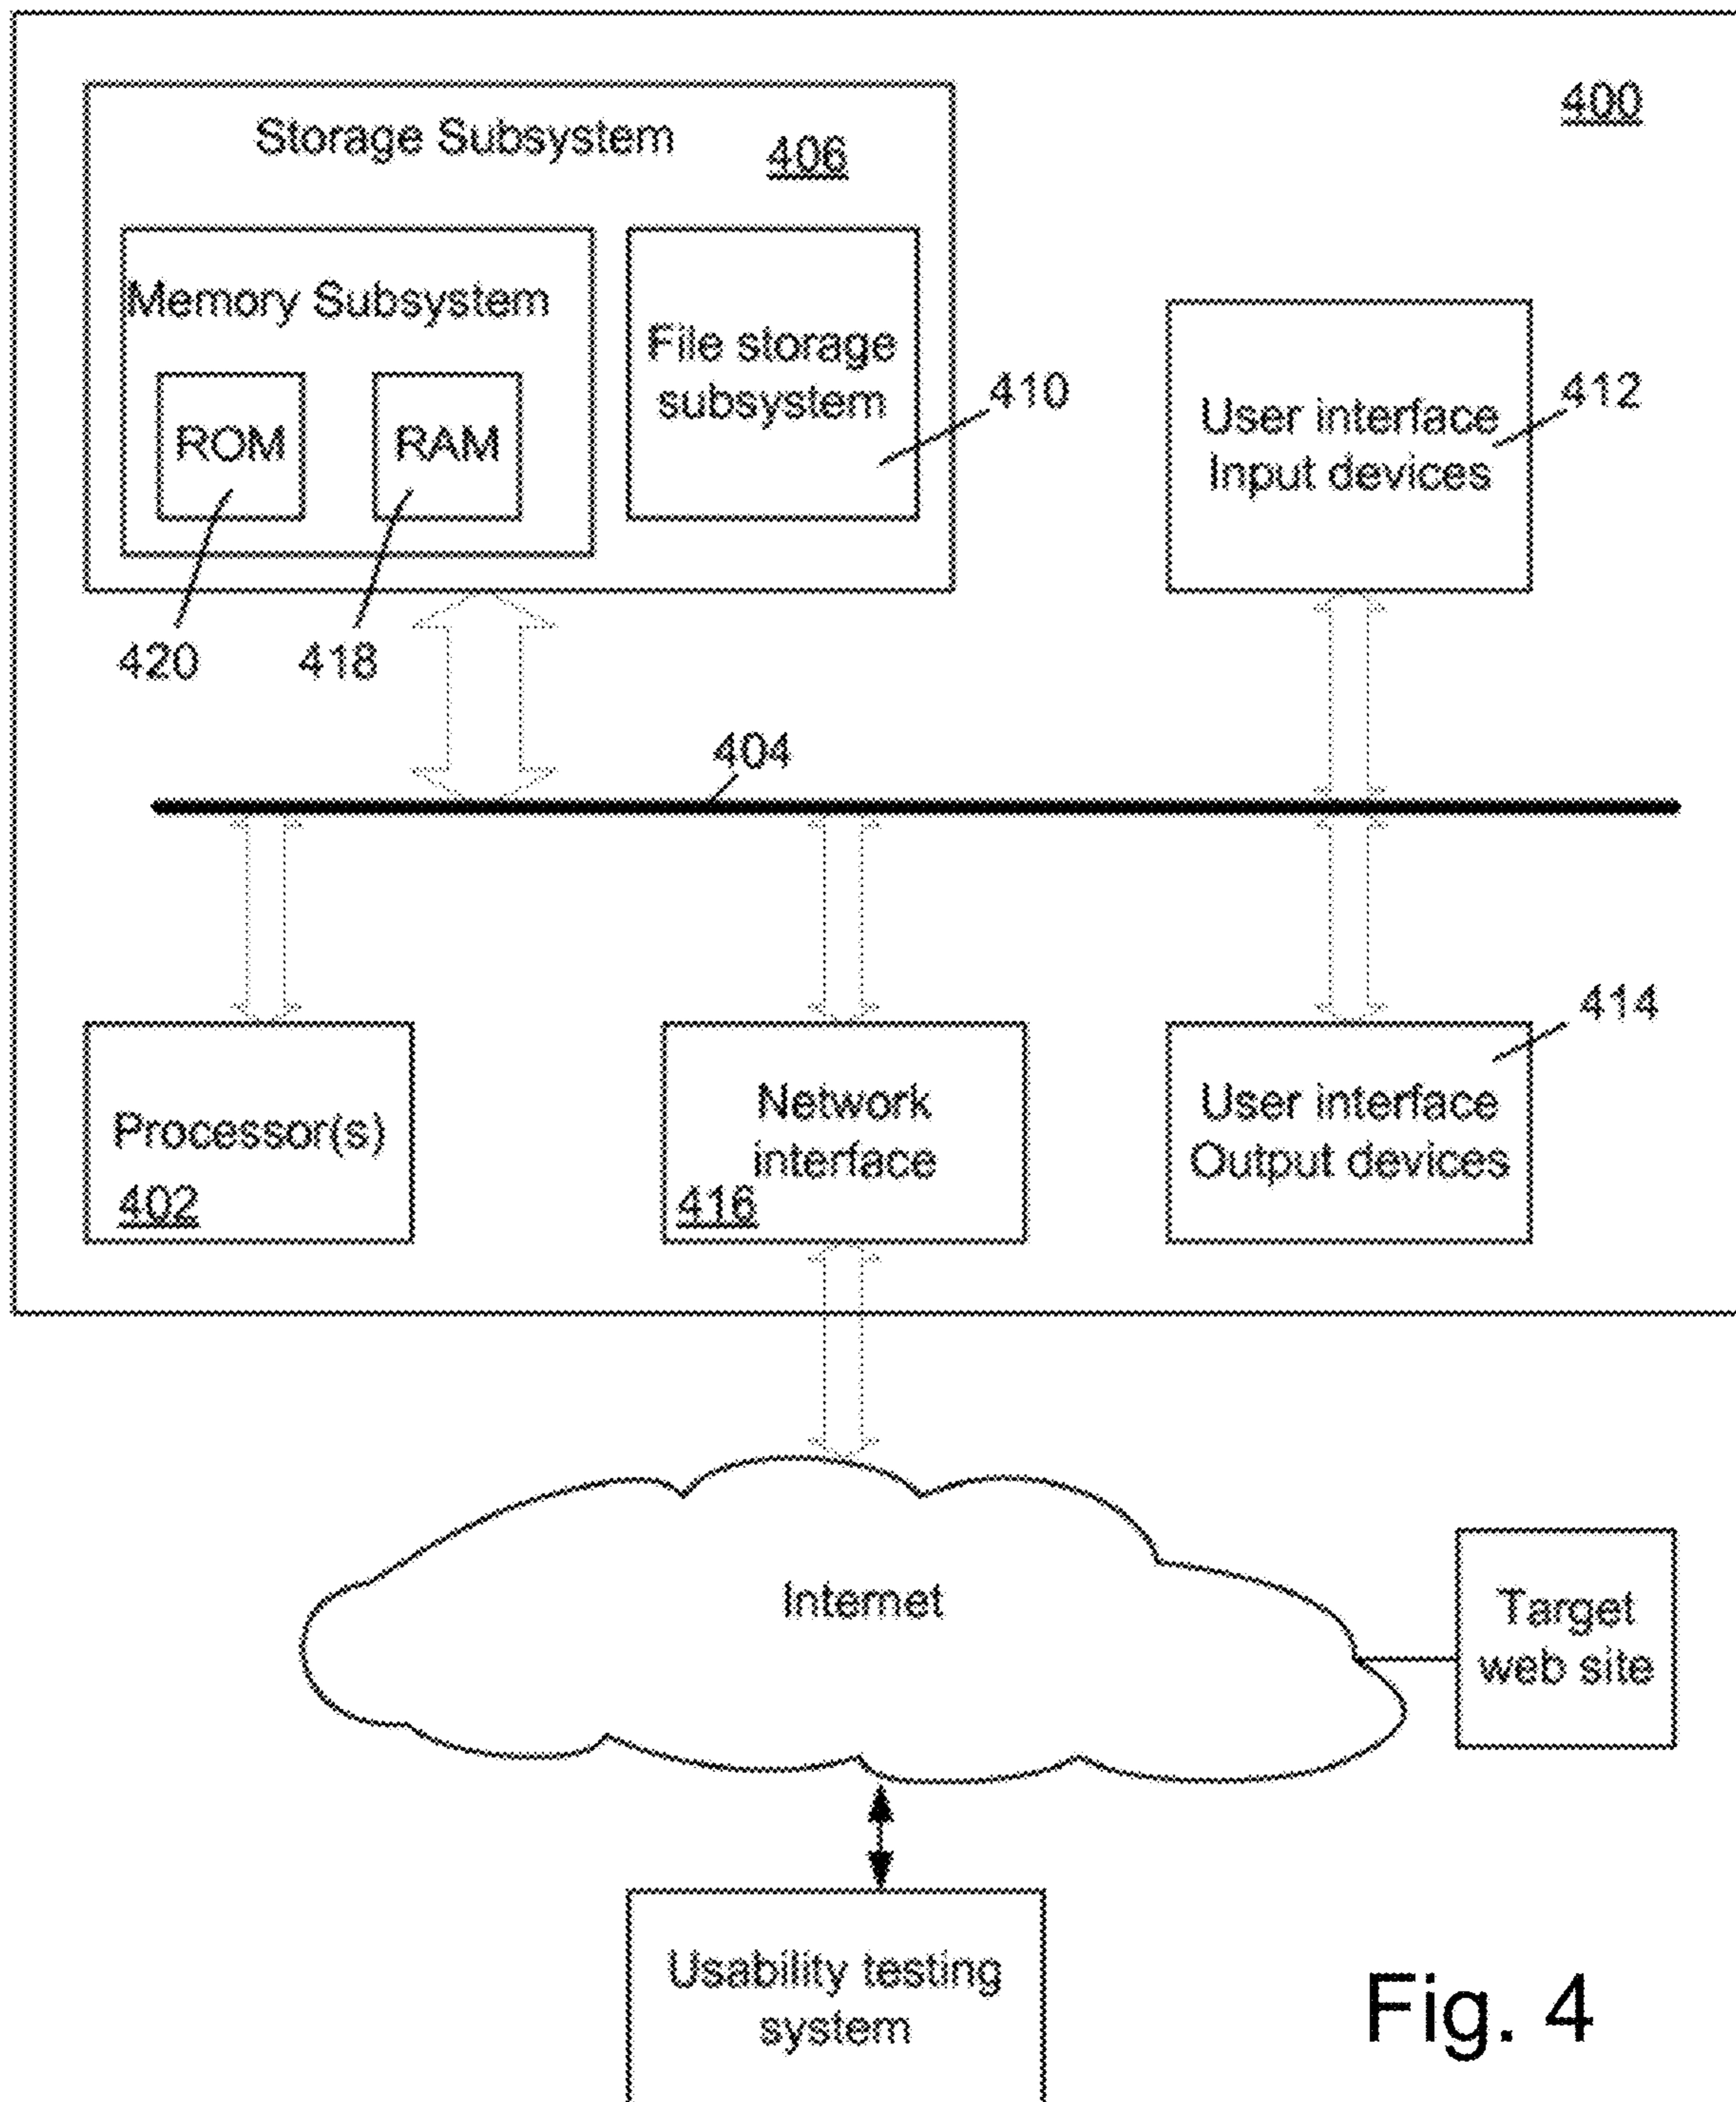 400
Storage Subsystem
406
Memory Subsystem
File storage
subsystem
410
ROM
RAM
420
418
User interface
Input devices
412
404
Processor(s)
402
Network
interface
416
414
User interface
Output devices
Internet
Target
web site
Usability testing
system
Fig. 4